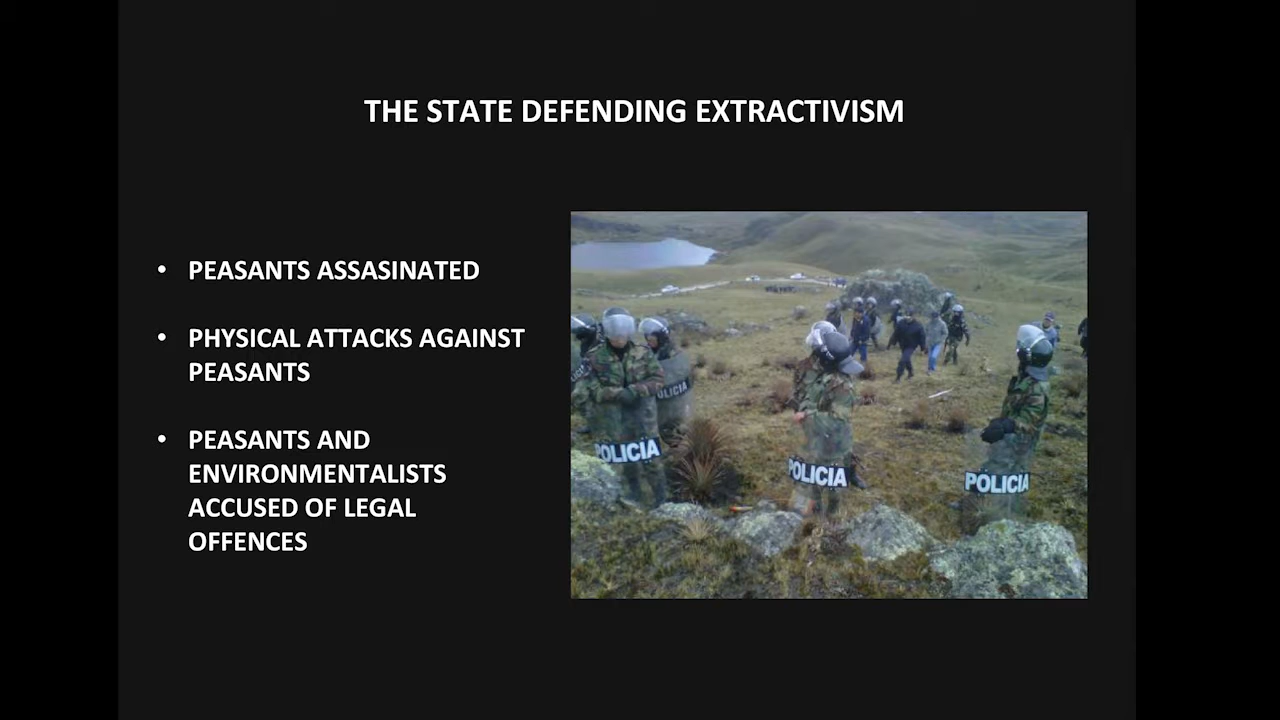 THE STATE DEFENDING EXTRACTIVISM
• PEASANTS ASSASINATED
• PHYSICAL ATTACKS AGAINST
PEASANTS
• PEASANTS AND
ENVIRONMENTALISTS
ACCUSED OF LEGAL
OFFENCES
POLICIA
POLICIA
POLICIA
POLICIA